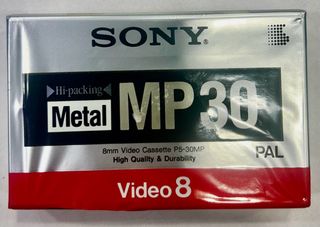 SONY
Hi-packing
Metal MP30
8mm Video Cassette P5-30MP
High Quality & Durability
PAL
Video 8